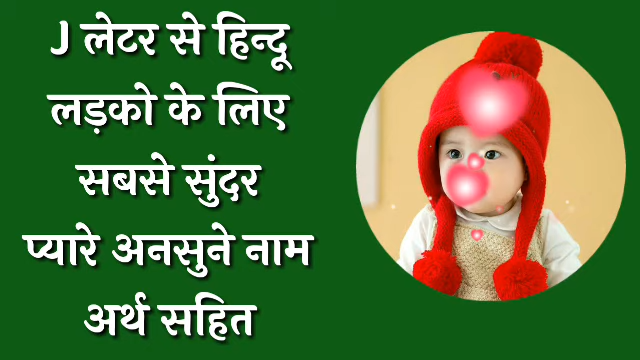 J लेटर से हिन्दू
लड़को के लिए
सबसे सुंदर
प्यारे अनसुने नाम
अर्थ सहित